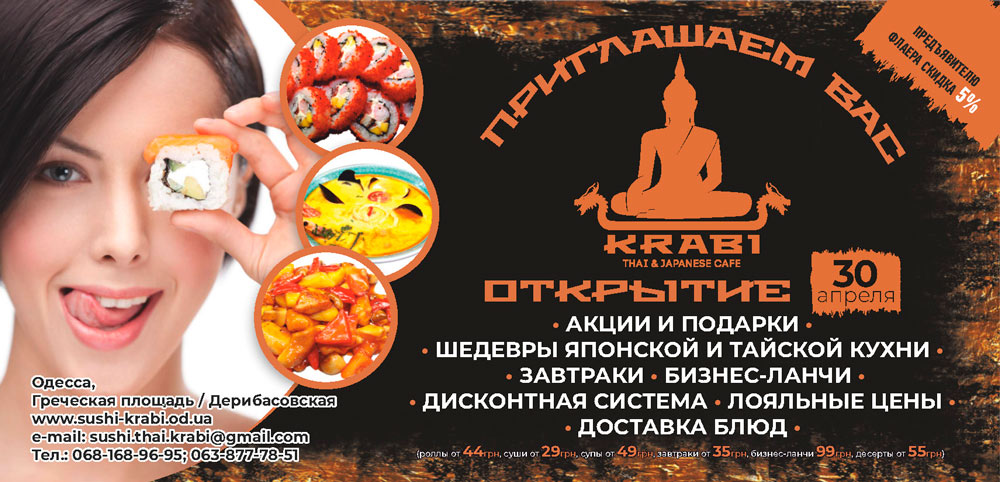 ПРИГЛАШАЕМ ВАС
ПРЕДЪЯВИТЕЛЮ
ФЛАЕРА СКИДКА
5%
KRABI
THAI & JAPANESE CAFE
ОТКРЫТИЕ
30
апреля
• АКЦИИ И ПОДАРКИ •
• ШЕДЕВРЫ ЯПОНСКОЙ И ТАЙСКОЙ КУХНИ •
• ЗАВТРАКИ • БИЗНЕС-ЛАНЧИ •
• ДИСКОНТНАЯ СИСТЕМА • ЛОЯЛЬНЫЕ ЦЕНЫ •
• ДОСТАВКА БЛЮД •
(роллы от 44грн, суши от 29грн, супы от 49грн, завтраки от 35грн, бизнес-ланчи 99грн, десерты от 55грн)
Одесса,
Греческая площадь / Дерибасовская
www.sushi-krabi.od.ua
e-mail: sushi.thai.krabi@gmail.com
Тел.: 068-168-96-95; 063-877-78-51